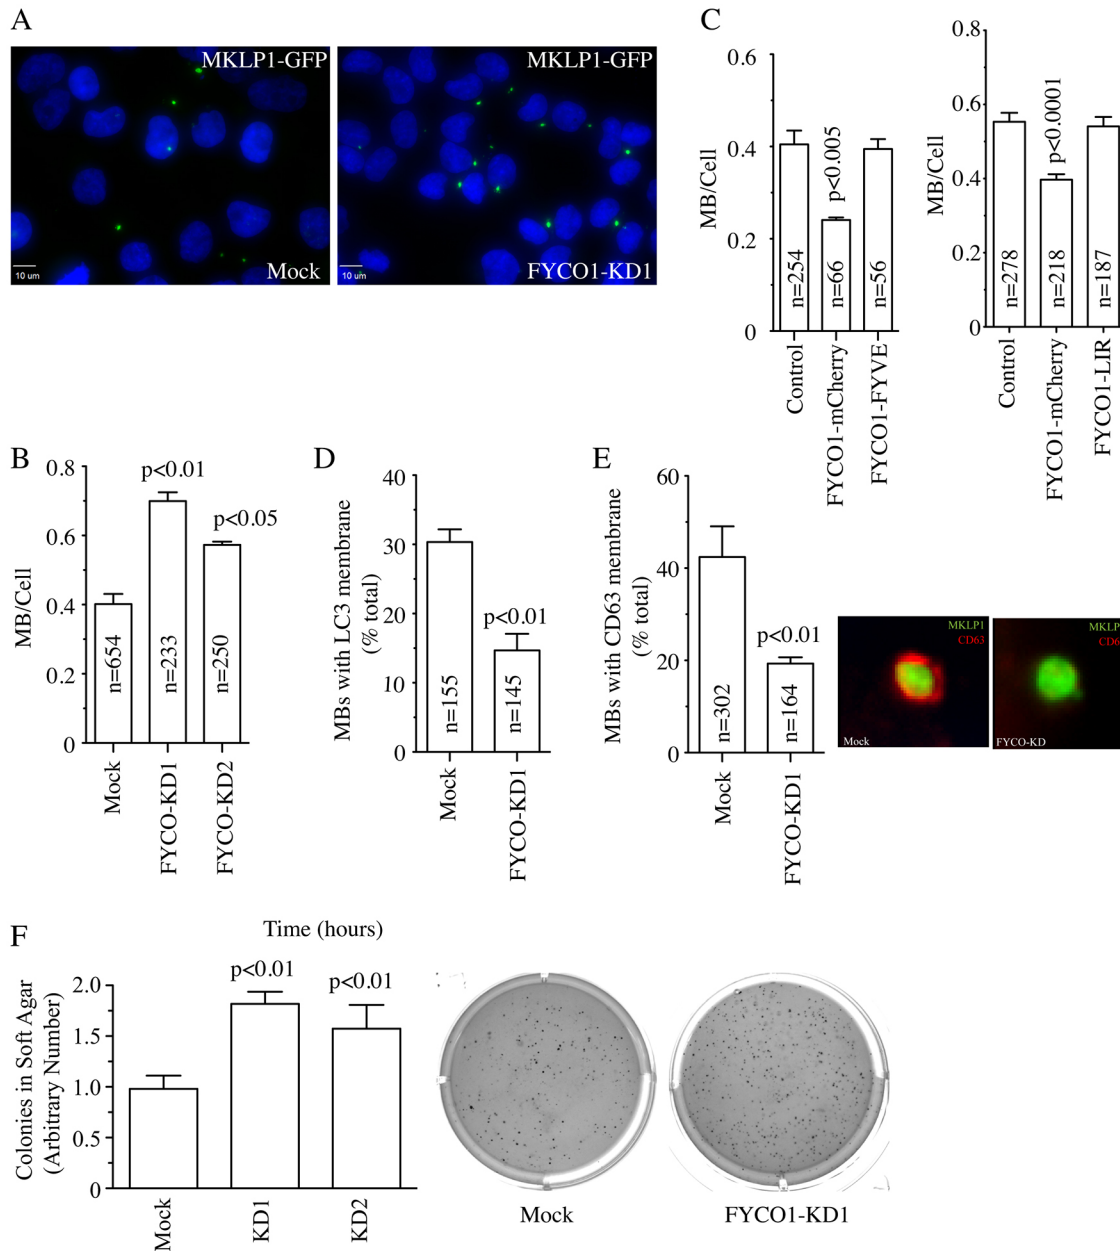 A
MKLP1-GFP
Mock
10 um
MKLP1-GFP
FYCO1-KD1
10 um
C
MB/Cell
0.6
0.4
0.2
0
p<0.005
n=254
n=66
n=56
Control
FYCO1-mCherry
FYCO1-FYVE
MB/Cell
0.8
0.6
0.4
0.2
0
p<0.0001
n=278
n=218
n=187
Control
FYCO1-mCherry
FYCO1-LIR
B
MB/Cell
0.8
0.6
0.4
0.2
0
p<0.01
p<0.05
n=654
n=233
n=250
Mock
FYCO-KD1
FYCO-KD2
D
MBs with LC3 membrane
(% total)
40
30
20
10
0
p<0.01
n=155
n=145
Mock
FYCO-KD1
E
MBs with CD63 membrane
(% total)
60
40
20
0
p<0.01
n=302
n=164
Mock
FYCO-KD1
MKLP1
CD63
Mock
MKLP
CD6
FYCO-KD
F
Time (hours)
Colonies in Soft Agar
(Arbitrary Number)
2.0
1.5
1.0
0.5
0
p<0.01
p<0.01
Mock
KD1
KD2
Mock
FYCO1-KD1